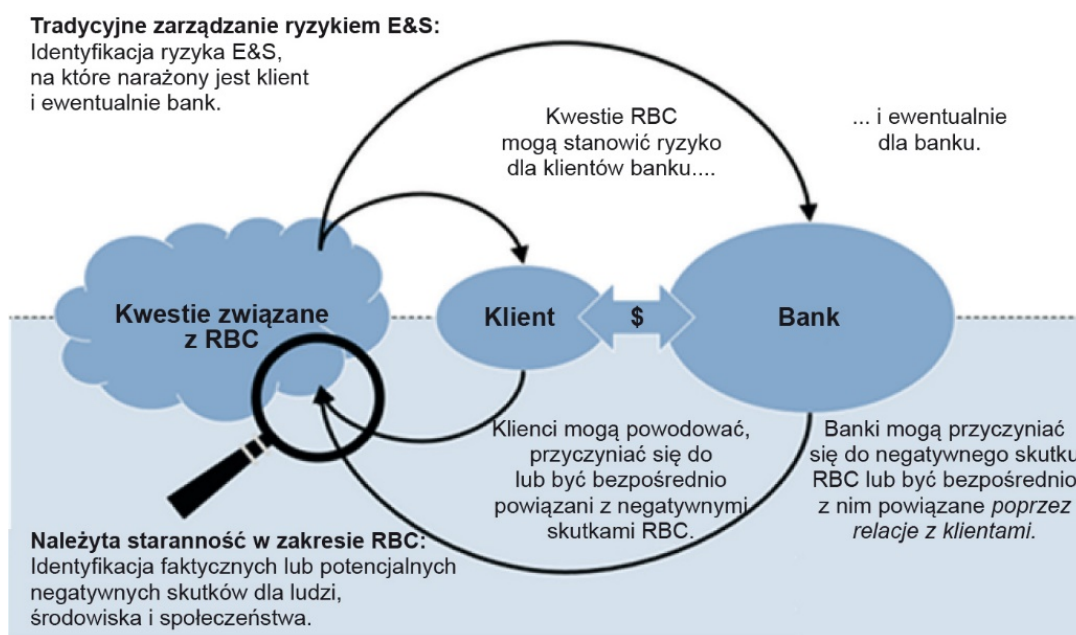 Tradycyjne zarządzanie ryzykiem E&S:
Identyfikacja ryzyka E&S,
na które narażony jest klient
i ewentualnie bank.
Kwestie RBC
mogą stanowić ryzyko
dla klientów banku....
... i ewentualnie
dla banku.
Kwestie związane
z RBC
Klient
$
Bank
Klienci mogą powodować,
przyczyniać się do
lub być bezpośrednio
powiązani z negatywnymi
skutkami RBC.
Banki mogą przyczyniać
się do negatywnego skutku
RBC lub być bezpośrednio
z nim powiązane poprzez
relacje z klientami.
Należyta staranność w zakresie RBC:
Identyfikacja faktycznych lub potencjalnych
negatywnych skutków dla ludzi,
środowiska i społeczeństwa.